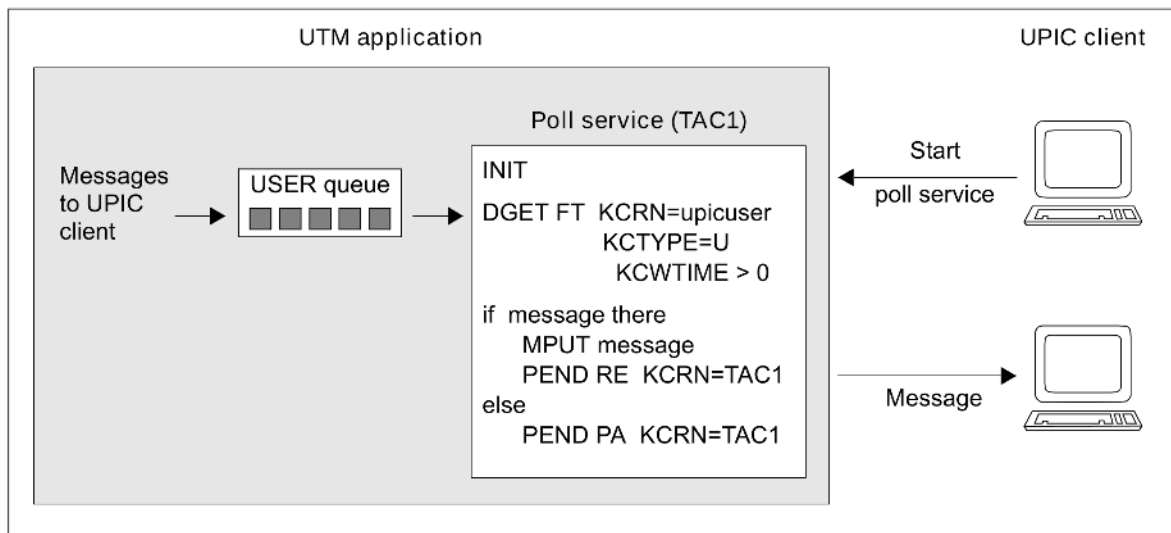 UTM application
UPIC client
Poll service (TAC1)
Messages
to UPIC
client
USER queue
INIT
DGET FT KCRN=upicuser
KCTYPE=U
KCWTIME > 0
if message there
MPUT message
PEND RE KCRN=TAC1
else
PEND PA KCRN=TAC1
Start
poll service
Message